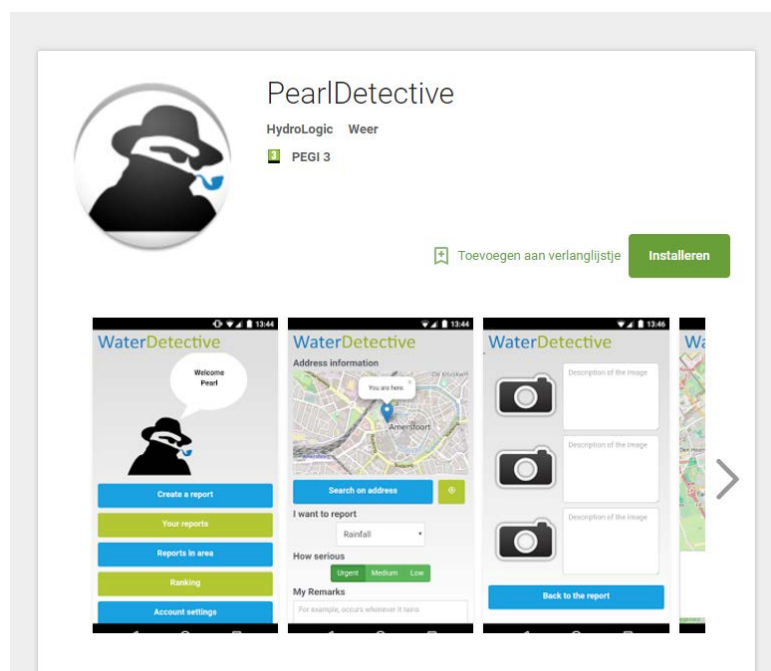 PearlDetective
HydroLogic Weer
3 PEGI 3
Toevoegen aan verlanglijstje Installeren
13:44
WaterDetective
Welcome
Pearl
Create a report
Your reports
Reports in area
Ranking
Account settings
13:44
WaterDetective
Address information
You are here.
Amersfoort
Search on address
I want to report
Rainfall
How serious
Urgent Medium Low
My Remarks
For example, occurs whenever it rains
13:46
WaterDetective
Description of the image
Description of the image
Description of the image
Back to the report
Wa